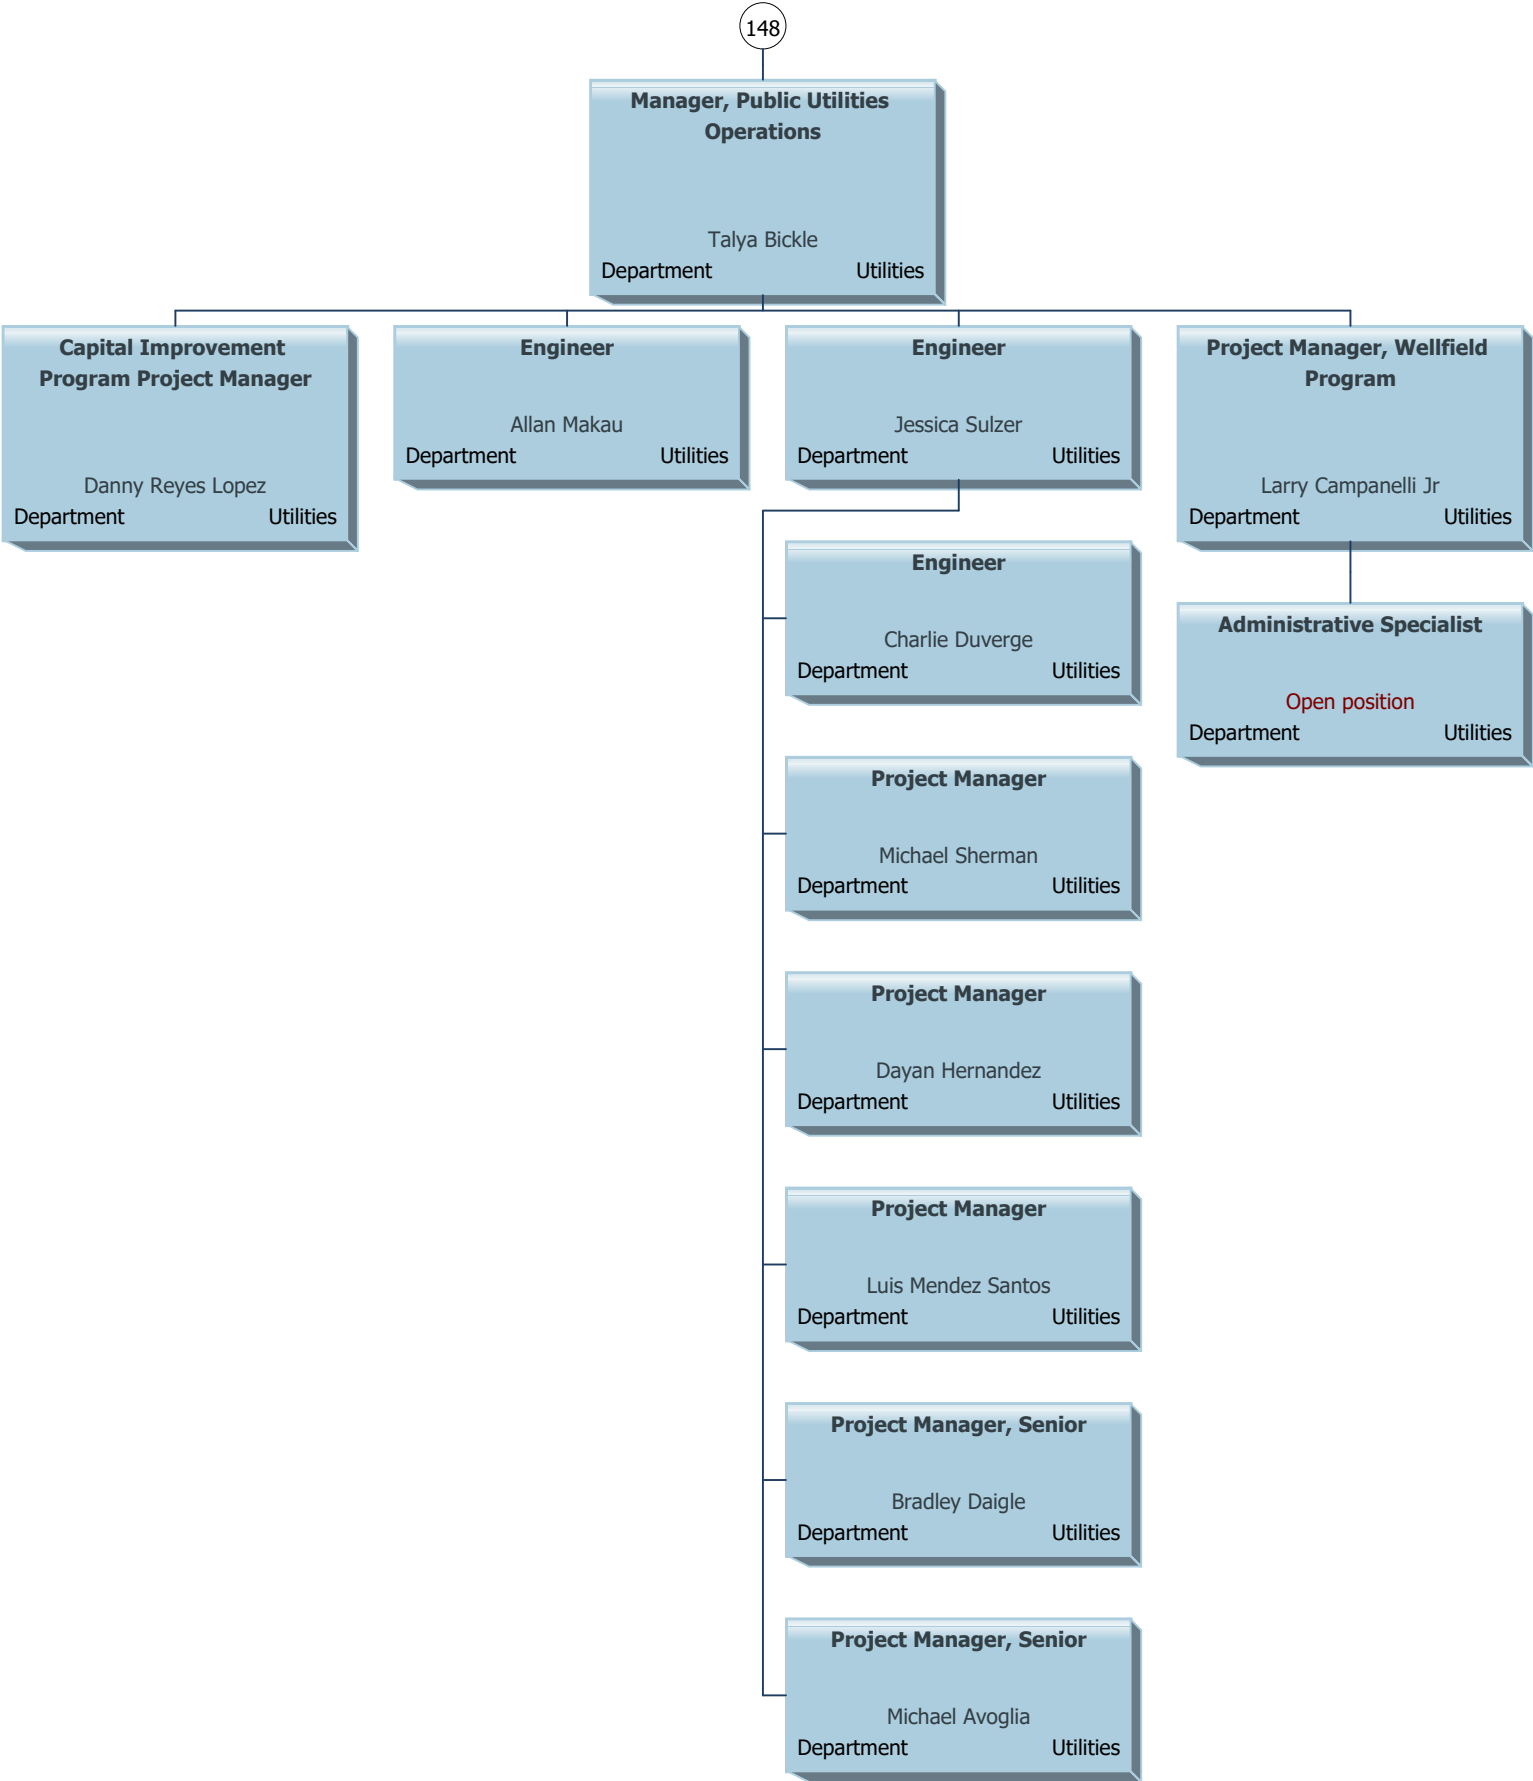 148
Manager, Public Utilities
Operations
Talya Bickle
Department Utilities
Capital Improvement
Program Project Manager
Danny Reyes Lopez
Department Utilities
Engineer
Allan Makau
Department Utilities
Engineer
Jessica Sulzer
Department Utilities
Project Manager, Wellfield
Program
Larry Campanelli Jr
Department Utilities
Engineer
Charlie Duverge
Department Utilities
Project Manager
Michael Sherman
Department Utilities
Project Manager
Dayan Hernandez
Department Utilities
Project Manager
Luis Mendez Santos
Department Utilities
Project Manager, Senior
Bradley Daigle
Department Utilities
Project Manager, Senior
Michael Avoglia
Department Utilities
Administrative Specialist
Open position
Department Utilities